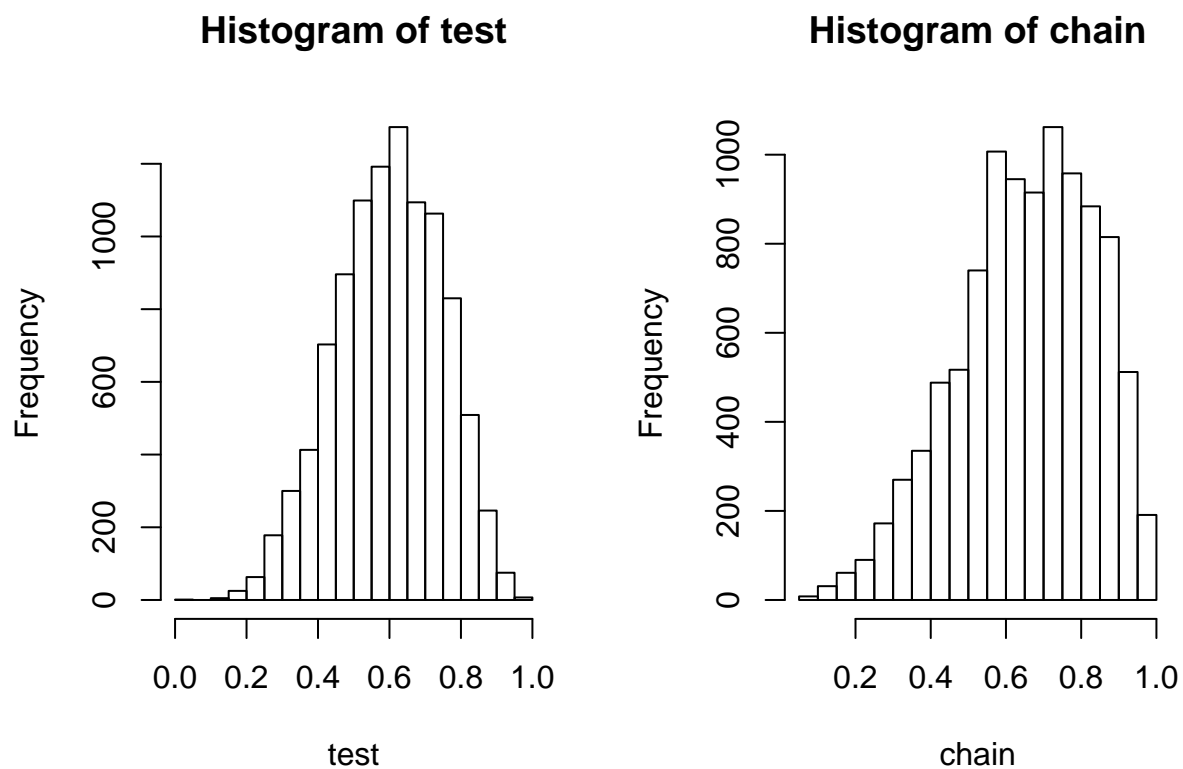 Histogram of test
Frequency
0
200
600
1000
0.0 0.2 0.4 0.6 0.8 1.0
test
Histogram of chain
Frequency
0
200
400
600
800
1000
0.2 0.4 0.6 0.8 1.0
chain